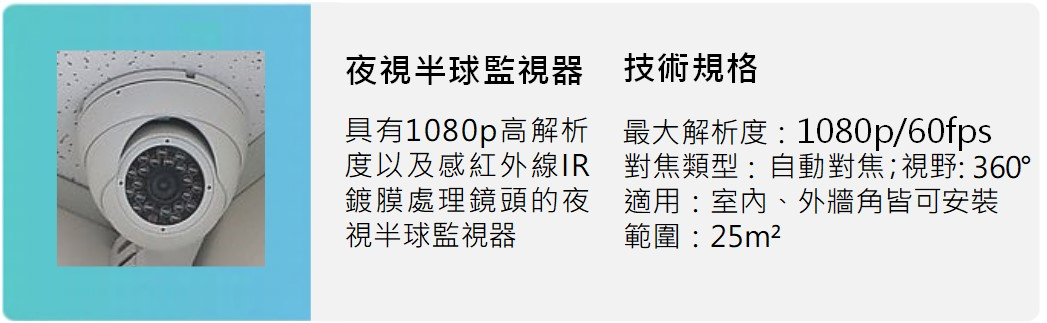 夜視半球監視器
具有1080p高解析
度以及感紅外線IR
鍍膜處理鏡頭的夜
視半球監視器
技術規格
最大解析度：1080p/60fps
對焦類型：自動對焦;視野:360°
適用：室內、外牆角皆可安裝
範圍：25m²